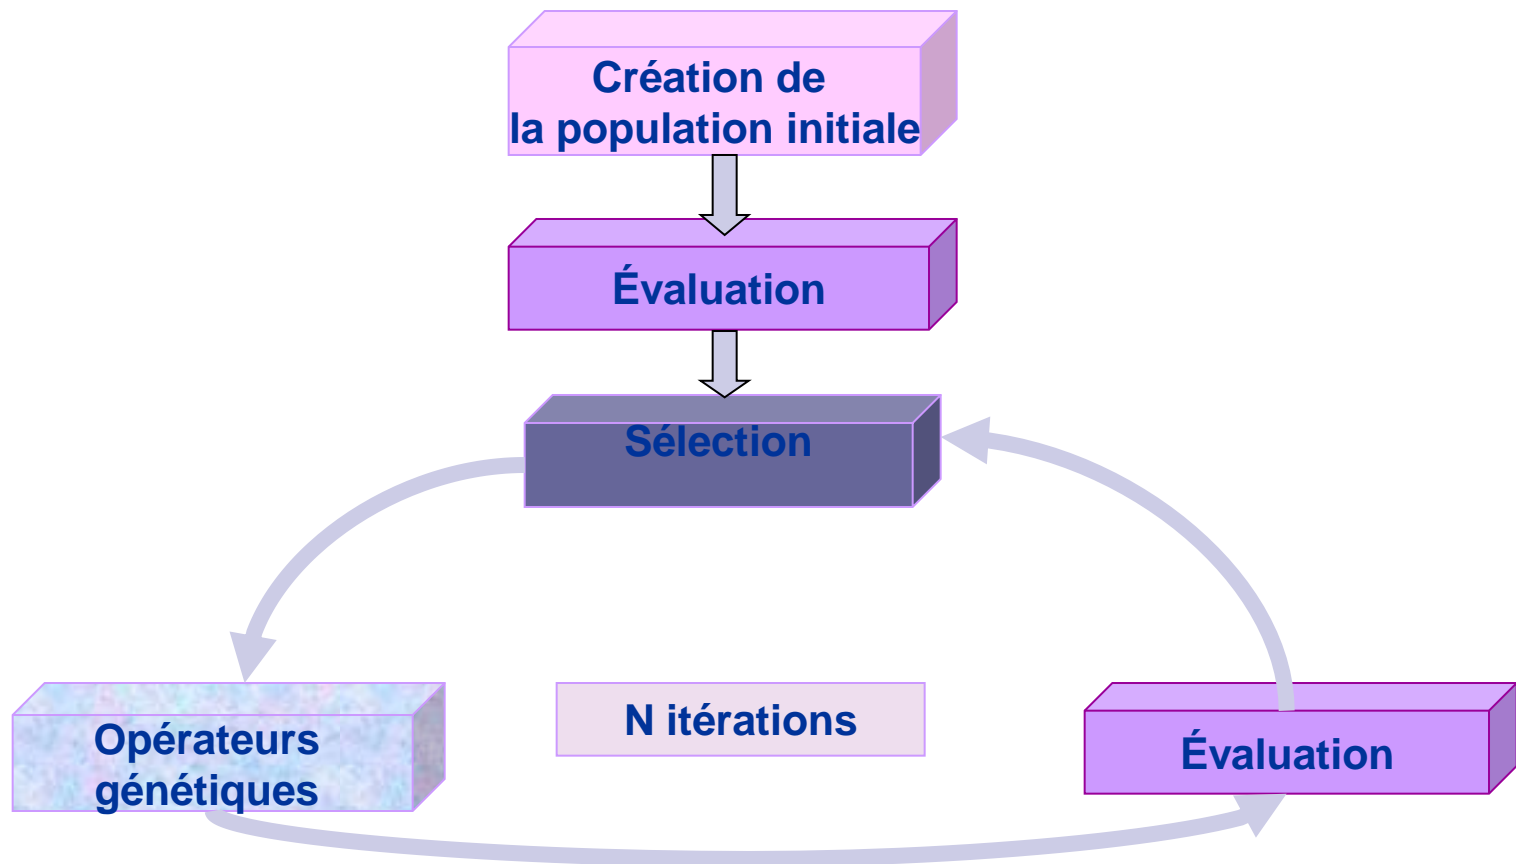 Création de
la population initiale
Évaluation
Sélection
Opérateurs
génétiques
N itérations
Évaluation